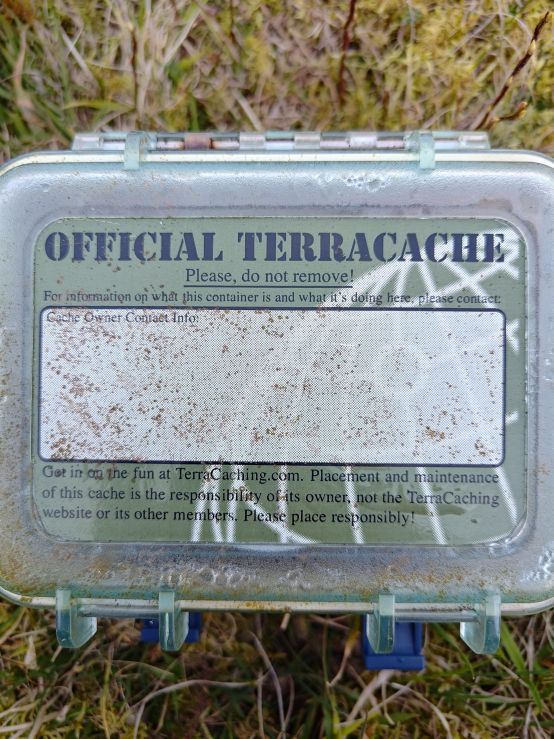 OFFICIAL TERRACACHE
Please, do not remove!
For information on what this container is and what it's doing here, please contact:
Cache Owner Contact Info:
Get in on the fun at TerraCaching.com. Placement and maintenance
of this cache is the responsibility of its owner, not the TerraCaching
website or its other members. Please place responsibly!